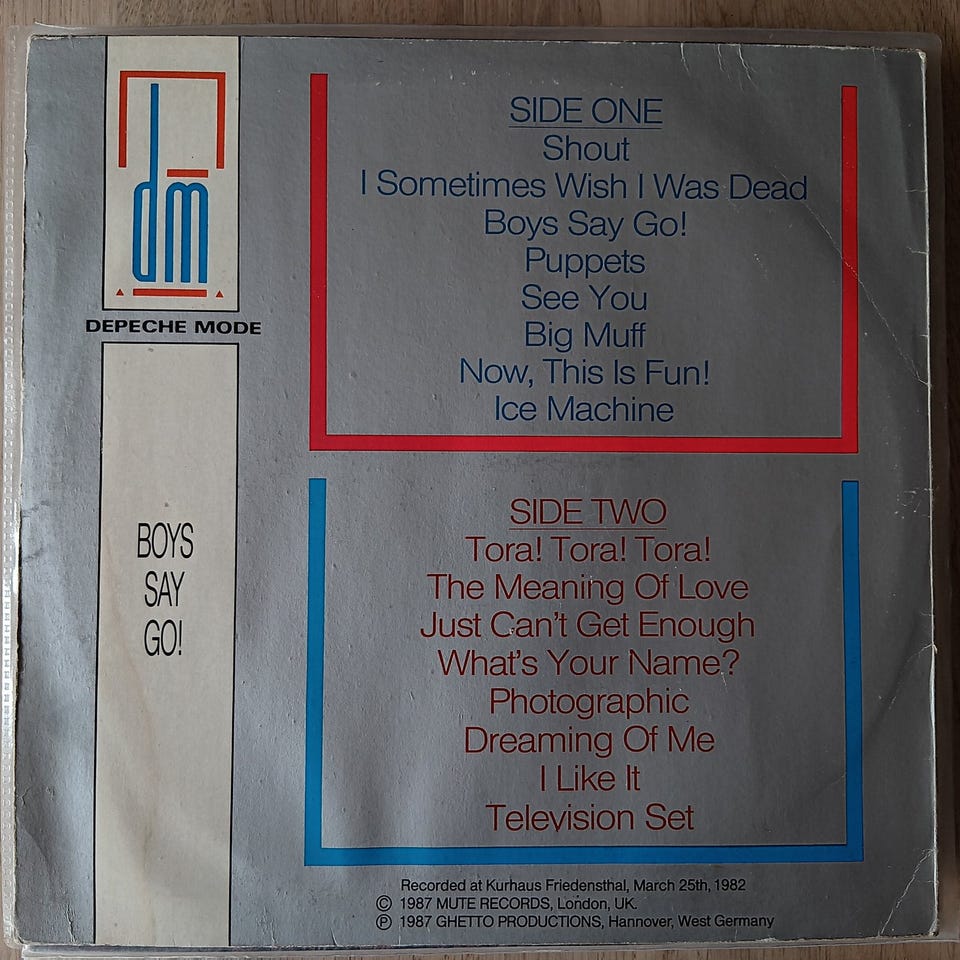 dm
DEPECHE MODE
BOYS
SAY
GO!
SIDE ONE
Shout
I Sometimes Wish I Was Dead
Boys Say Go!
Puppets
See You
Big Muff
Now, This Is Fun!
Ice Machine
SIDE TWO
Tora! Tora! Tora!
The Meaning Of Love
Just Can't Get Enough
What's Your Name?
Photographic
Dreaming Of Me
I Like It
Television Set
Recorded at Kurhaus Friedensthal, March 25th, 1982
© 1987 MUTE RECORDS, London, UK.
℗ 1987 GHETTO PRODUCTIONS, Hannover, West Germany